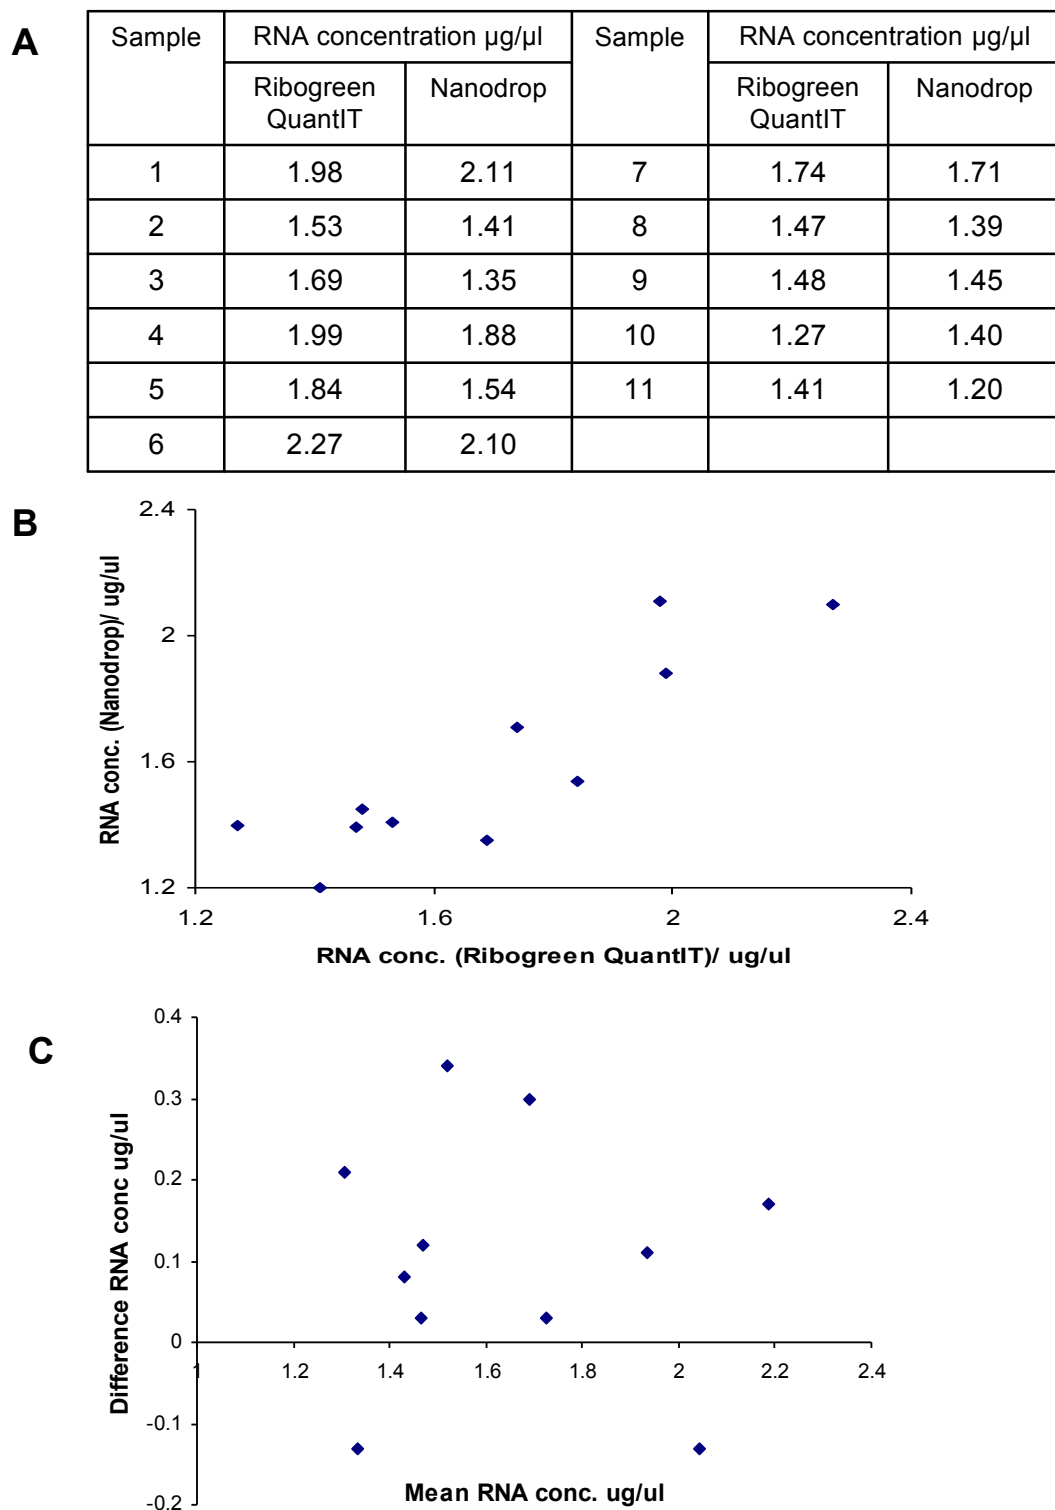 A
Sample RNA concentration µg/µl Sample RNA concentration µg/µl
Ribogreen QuantIT Nanodrop Ribogreen QuantIT Nanodrop
1 1.98 2.11 7 1.74 1.71
2 1.53 1.41 8 1.47 1.39
3 1.69 1.35 9 1.48 1.45
4 1.99 1.88 10 1.27 1.40
5 1.84 1.54 11 1.41 1.20
6 2.27 2.10
B
RNA conc. (Nanodrop)/ ug/ul
2.4
2
1.6
1.2
1.2 1.6 2 2.4
RNA conc. (Ribogreen QuantIT)/ ug/ul
C
Difference RNA conc ug/ul
0.4
0.3
0.2
0.1
0
-0.1
-0.2
1 1.2 1.4 1.6 1.8 2 2.2 2.4
Mean RNA conc. ug/ul